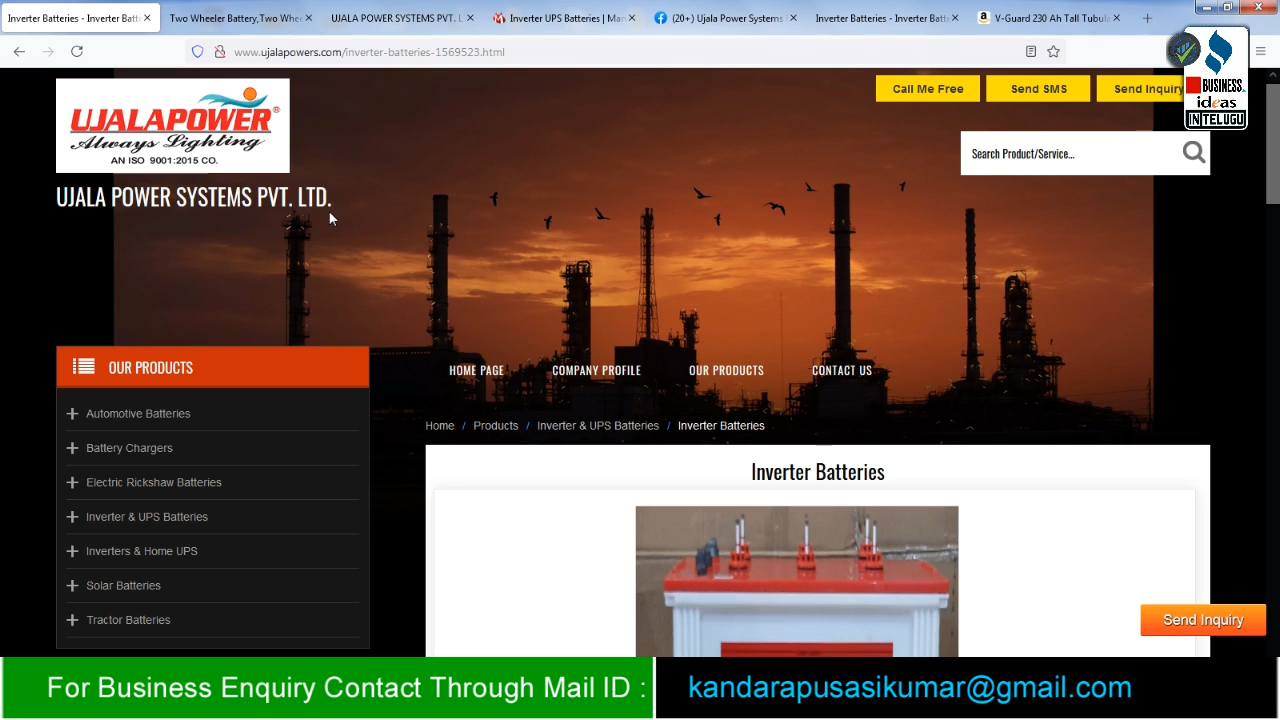 Inverter Batteries - Inverter Batt
Two Wheeler Battery,Two Whee
UJALA POWER SYSTEMS PVT. L
Inverter UPS Batteries | Man
(20+) Ujala Power Systems
Inverter Batteries - Inverter Batt
V-Guard 230 Ah Tall Tubula
www.ujalapowers.com/inverter-batteries-1569523.html
BUSINESS
ideas
IN TELUGU
Call Me Free
Send SMS
Send Inquiry
UJALAPOWER®
Always Lighting
AN ISO 9001:2015 CO.
Search Product/Service...
UJALA POWER SYSTEMS PVT. LTD.
OUR PRODUCTS
HOME PAGE
COMPANY PROFILE
OUR PRODUCTS
CONTACT US
Automotive Batteries
Battery Chargers
Electric Rickshaw Batteries
Inverter & UPS Batteries
Inverters & Home UPS
Solar Batteries
Tractor Batteries
Home / Products / Inverter & UPS Batteries / Inverter Batteries
Inverter Batteries
Send Inquiry
For Business Enquiry Contact Through Mail ID :
kandarapusasikumar@gmail.com